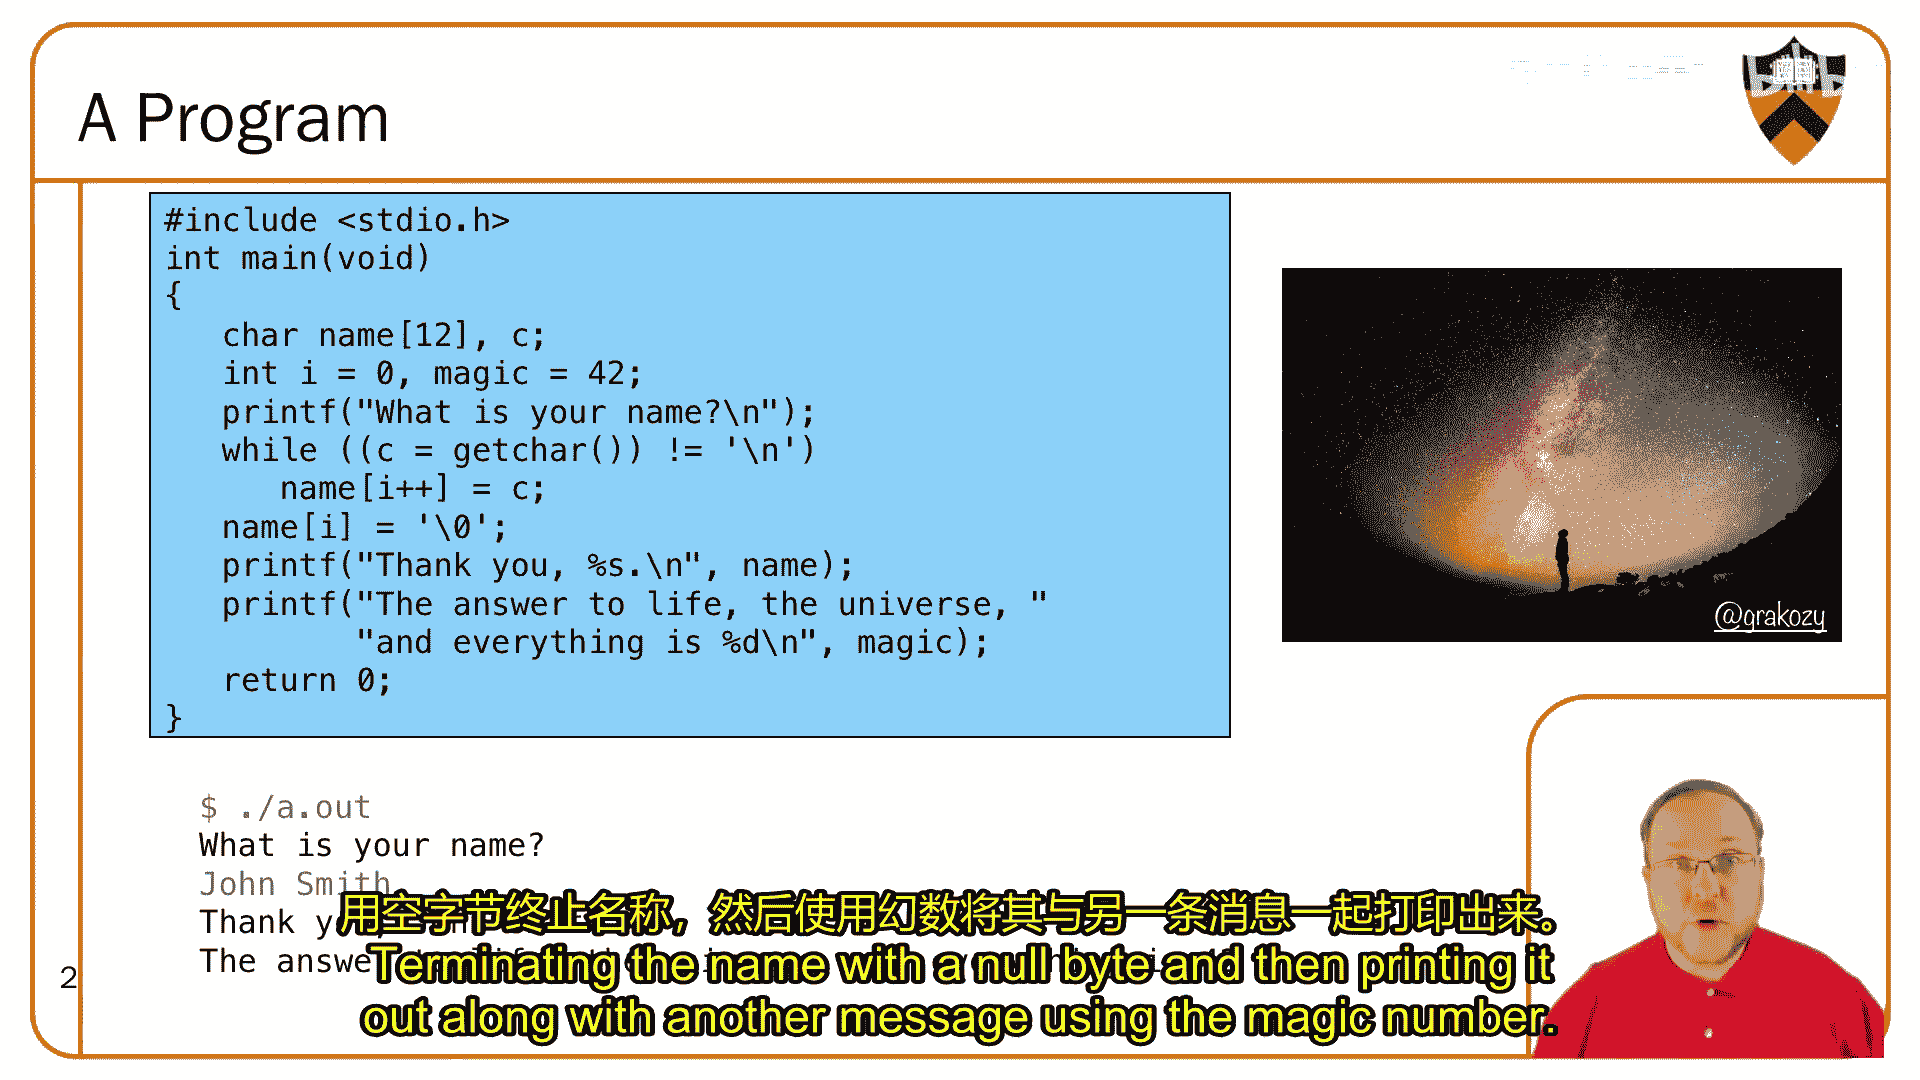 A Program
#include <stdio.h>
int main(void)
{
   char name[12], c;
   int i = 0, magic = 42;
   printf("What is your name?\n");
   while ((c = getchar()) != '\n')
      name[i++] = c;
   name[i] = '\0';
   printf("Thank you, %s.\n", name);
   printf("The answer to life, the universe, "
          "and everything is %d\n", magic);
   return 0;
}
@grakozy
$ ./a.out
What is your name?
John Smith
Thank
The
2
用空字节终止名称，然后使用幻数将其与另一条消息一起打印出来。
Terminating the name with a null byte and then printing it
out along with another message using the magic number.